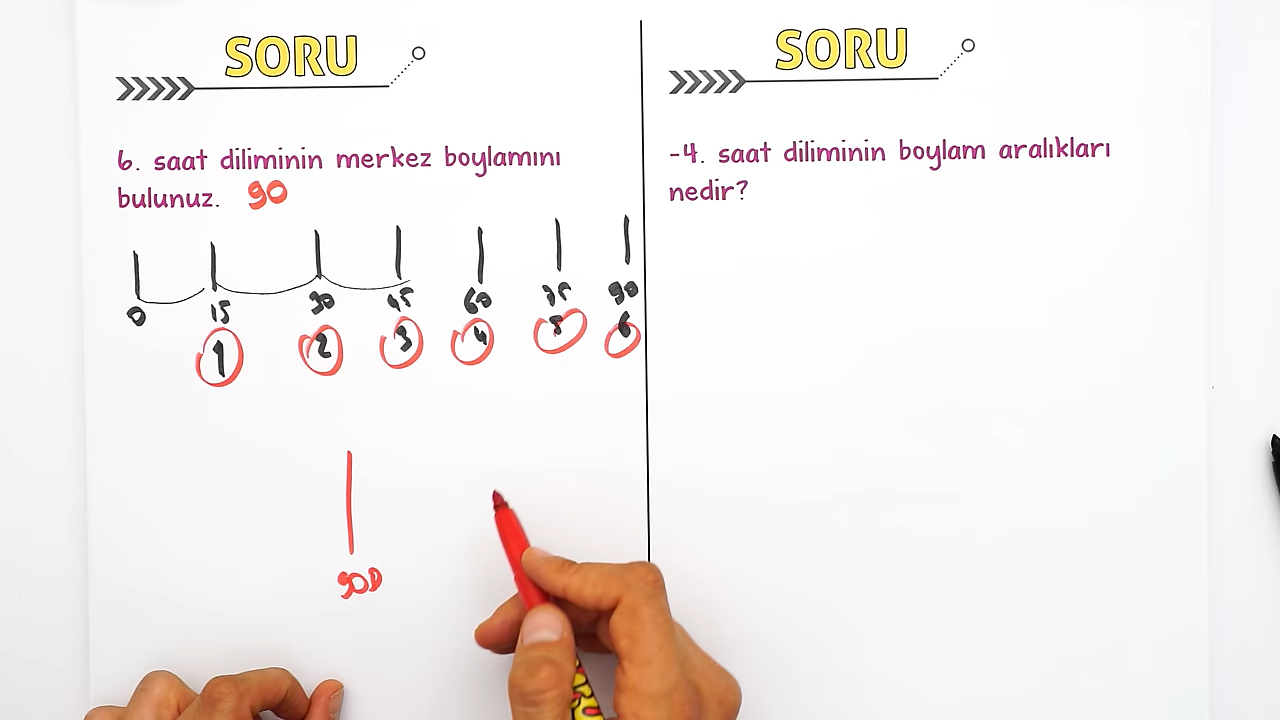 SORU
6. saat diliminin merkez boylamını
bulunuz. 90
0 15 30 45 60 75 90
1 2 3 4 5 6
90D
SORU
-4. saat diliminin boylam aralıkları
nedir?